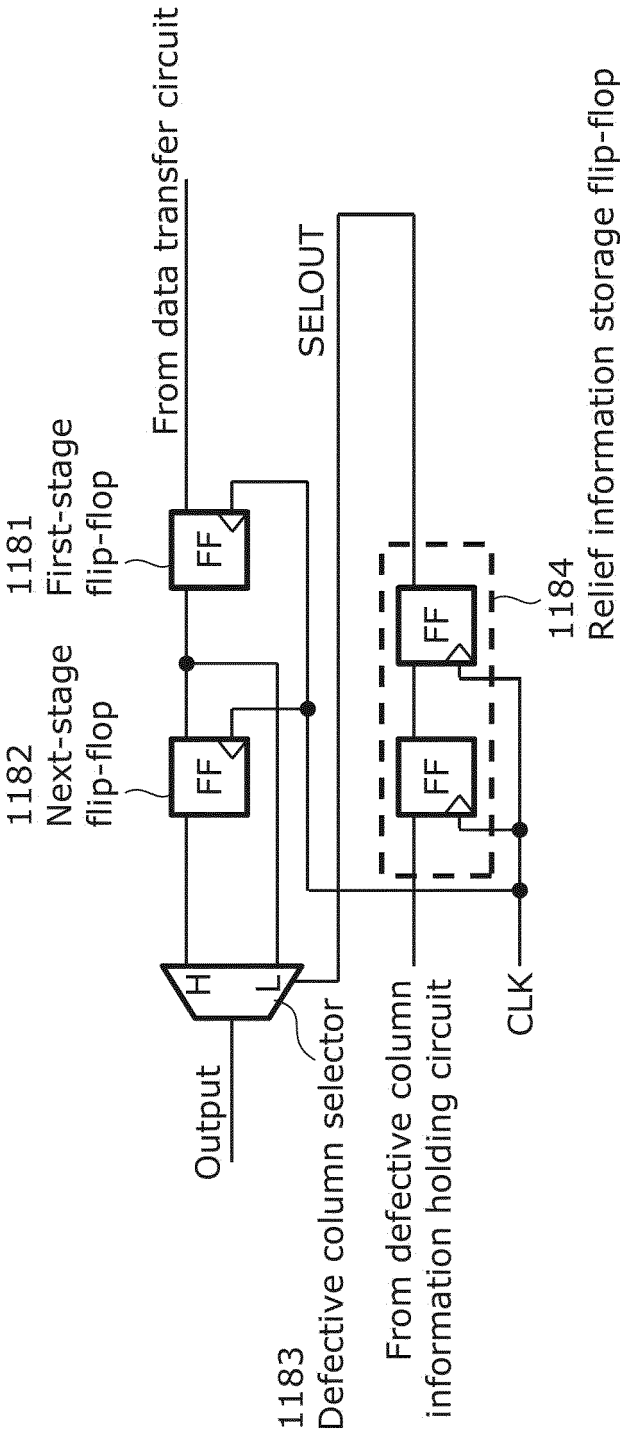 1182
Next-stage
flip-flop
1181
First-stage
flip-flop
From data transfer circuit
FF
FF
H
L
Output
SELOUT
1183
Defective column selector
From defective column
information holding circuit
FF
FF
CLK
1184
Relief information storage flip-flop